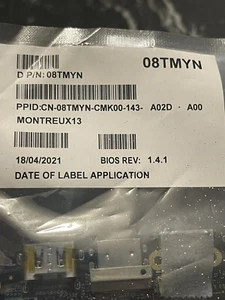 08TMYN
D P/N: 08TMYN
PPID:CN-08TMYN-CMK00-143- A02D - A00
MONTREUX13
18/04/2021 BIOS REV: 1.4.1
DATE OF LABEL APPLICATION